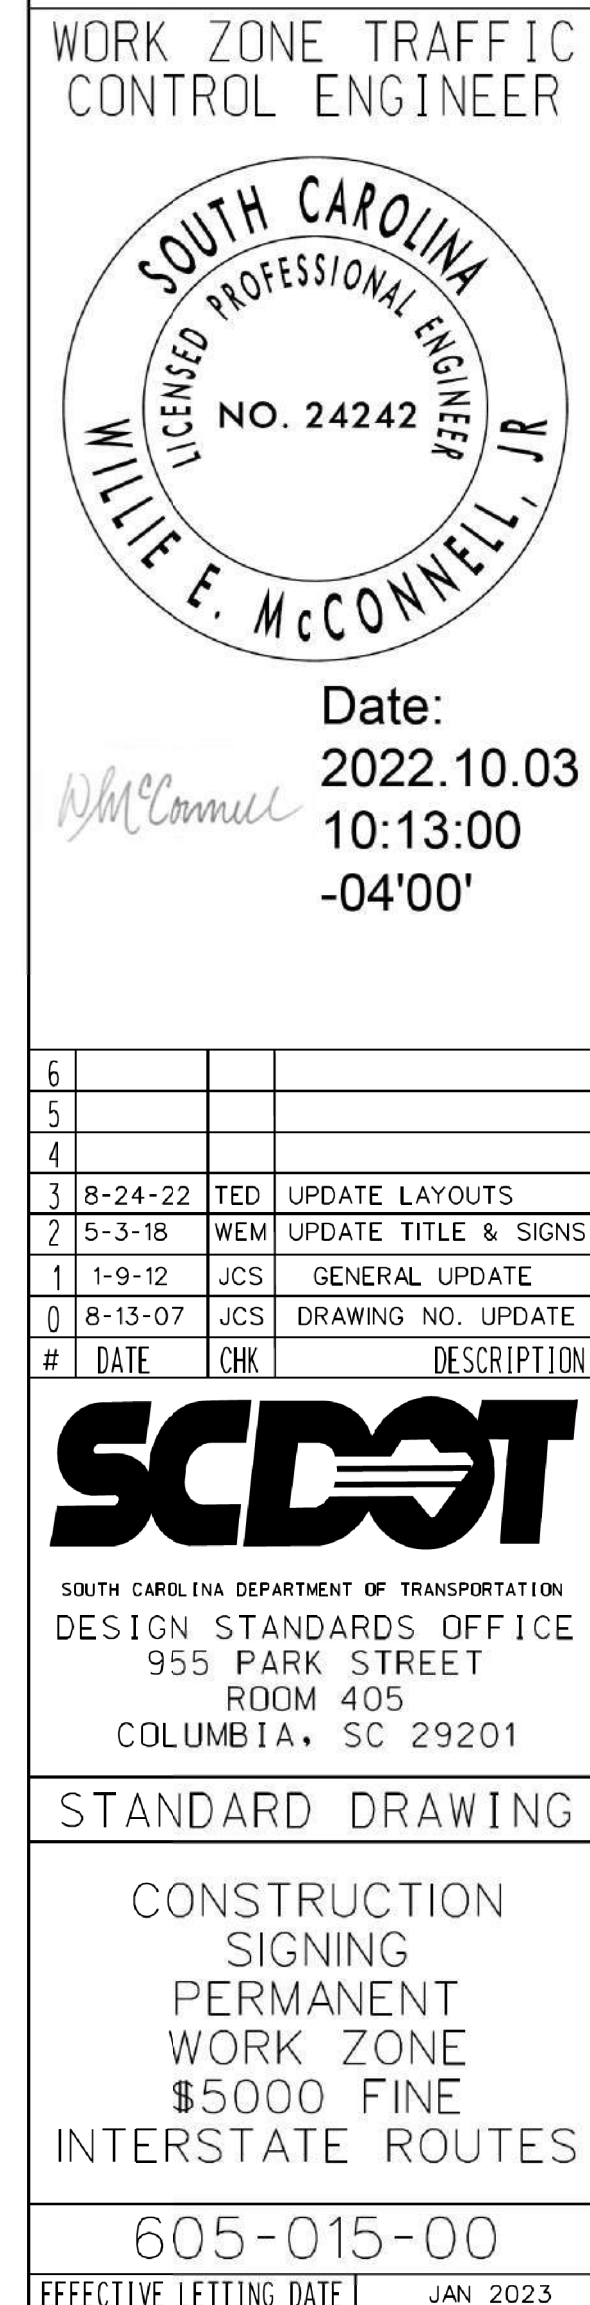 WORK ZONE TRAFFIC
CONTROL ENGINEER
SOUTH CAROLINA
LICENSED PROFESSIONAL ENGINEER
NO. 24242
WILLIE E. McCONNELL, JR
WMcConnell
Date:
2022.10.03
10:13:00
-04'00'
6
5
4
3 8-24-22 TED UPDATE LAYOUTS
2 5-3-18 WEM UPDATE TITLE & SIGNS
1 1-9-12 JCS GENERAL UPDATE
0 8-13-07 JCS DRAWING NO. UPDATE
# DATE CHK DESCRIPTION
SCDOT
SOUTH CAROLINA DEPARTMENT OF TRANSPORTATION
DESIGN STANDARDS OFFICE
955 PARK STREET
ROOM 405
COLUMBIA, SC 29201
STANDARD DRAWING
CONSTRUCTION
SIGNING
PERMANENT
WORK ZONE
$5000 FINE
INTERSTATE ROUTES
605-015-00
EFFECTIVE LETTING DATE JAN 2023